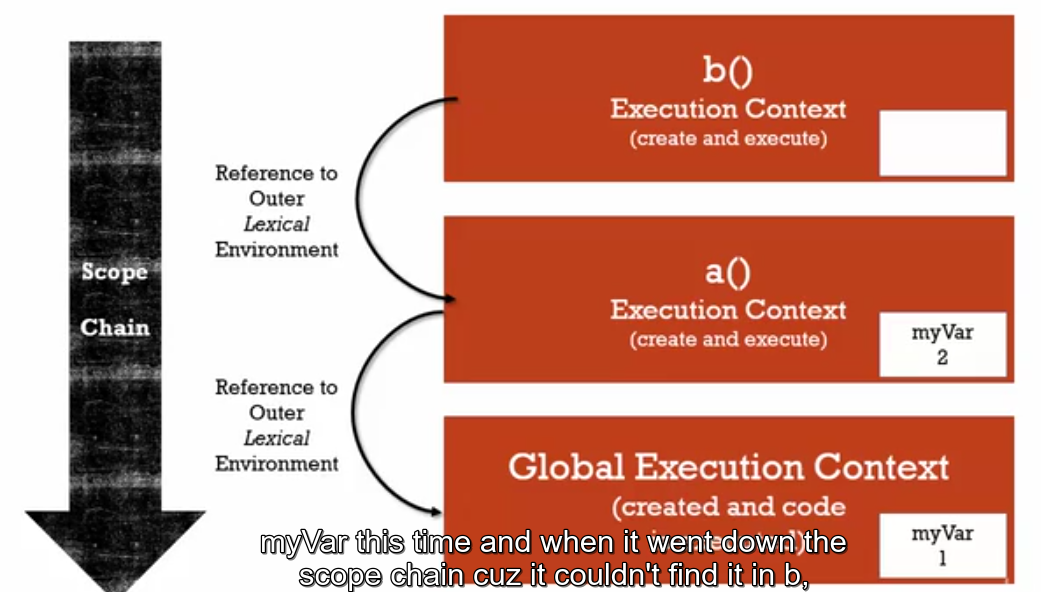 b()
Execution Context
(create and execute)
Reference to
Outer
Lexical
Environment
a()
Execution Context
(create and execute)
myVar
2
Scope
Chain
Reference to
Outer
Lexical
Environment
Global Execution Context
(created and code
myVar
1
myVar this time and when it went down the
scope chain cuz it couldn't find it in b,